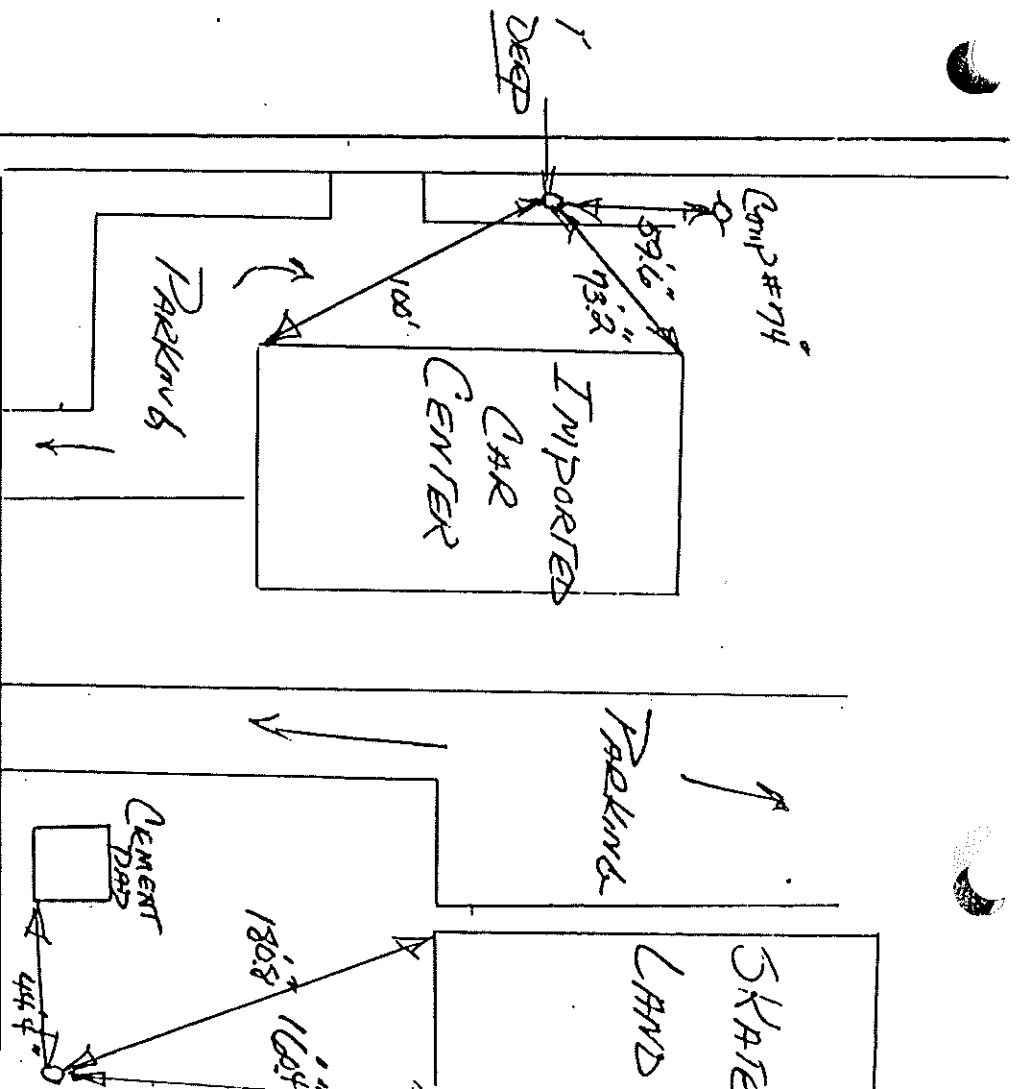 Comp #74
59'.6"
73'.2"
100'
1'
DEEP
IMPORTED
CAR
CENTER
PARKING
PARKING
SKATE
LAND
CEMENT
PAD
180'.8"
44'.4"